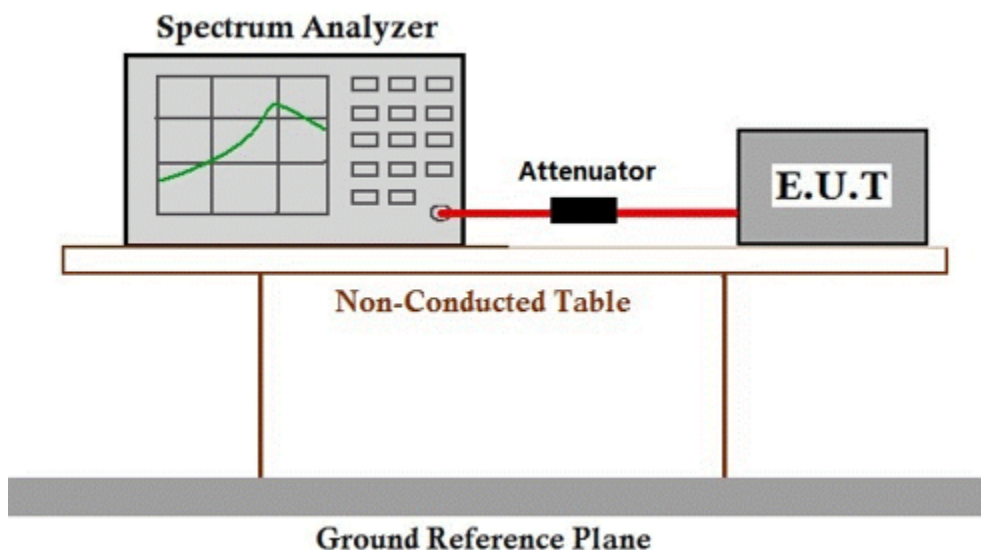 Spectrum Analyzer
Attenuator
E.U.T
Non-Conducted Table
Ground Reference Plane